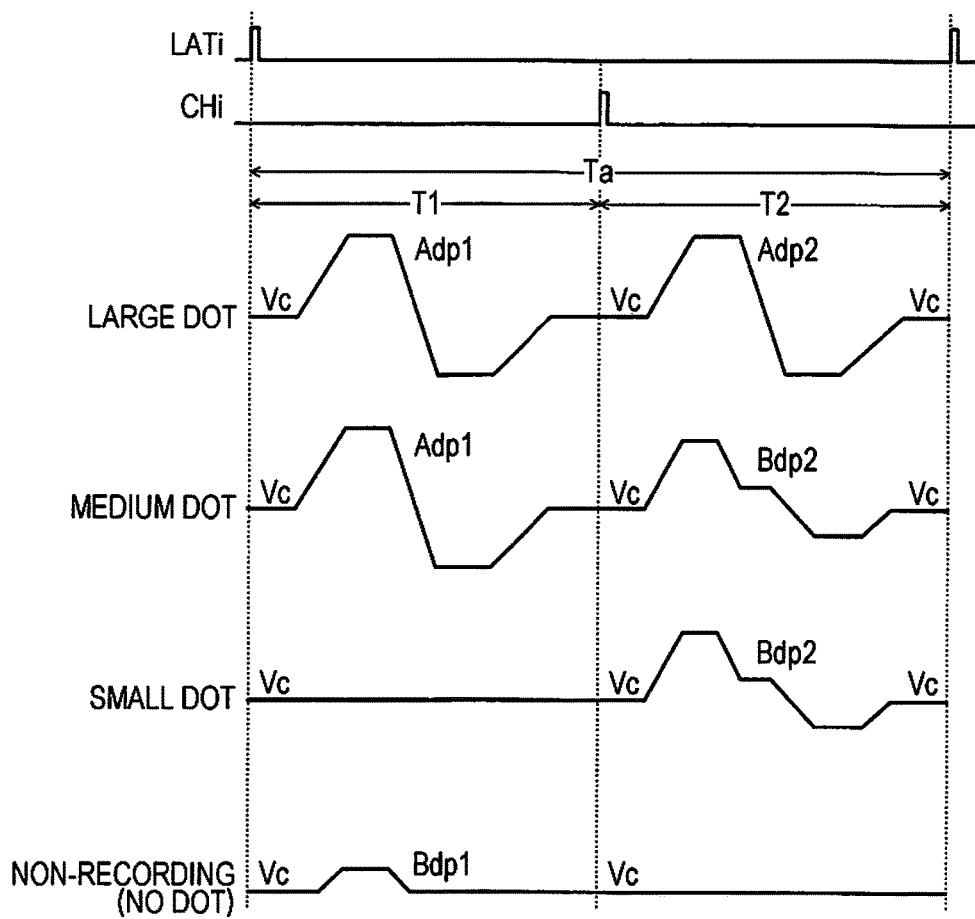 LATi
CHi
Ta
T1 T2
Adp1 Adp2
Vc Vc Vc
LARGE DOT
Adp1 Bdp2
Vc Vc Vc
MEDIUM DOT
Bdp2
Vc Vc Vc
SMALL DOT
Bdp1
Vc Vc
NON-RECORDING
(NO DOT)